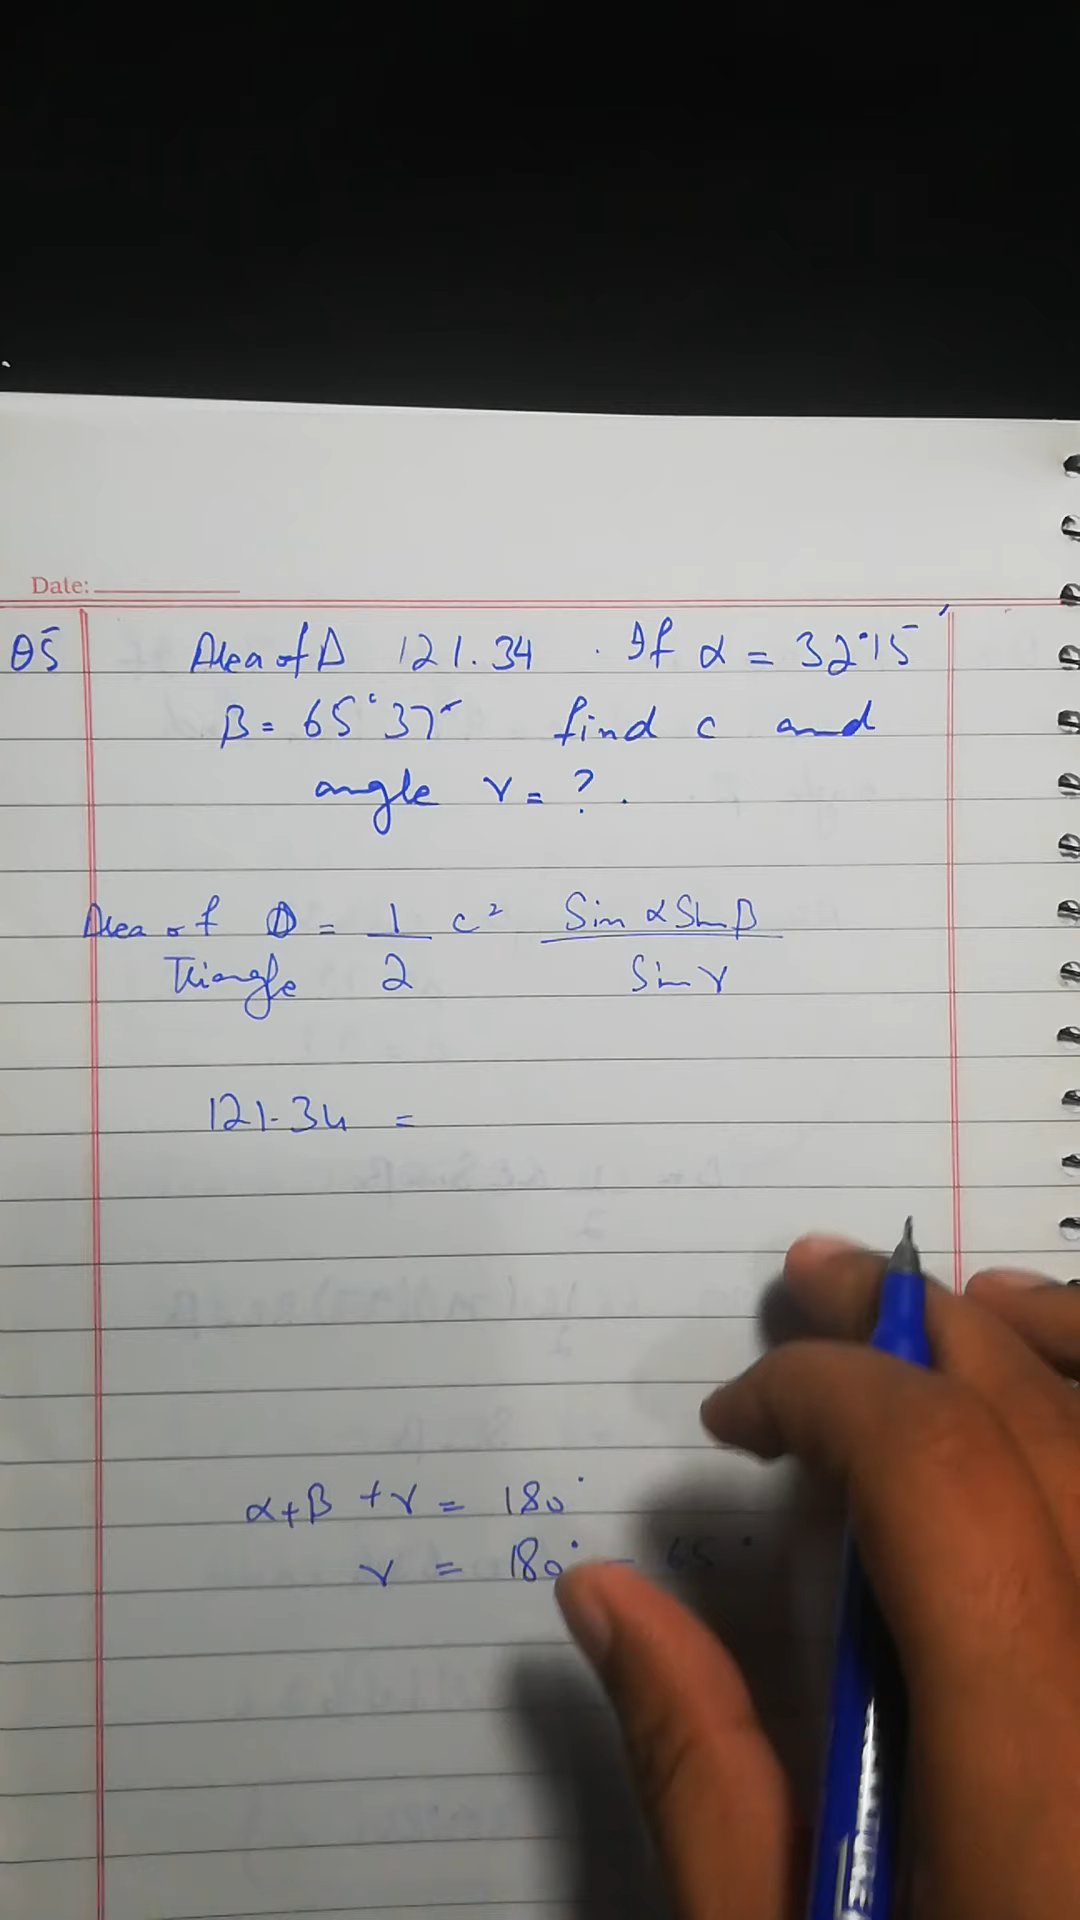 Date:
Q5 Area of Δ 121.34 . If α = 32°15'
β = 65°37' find c and
angle γ = ? .
Area of Δ = 1/2 c² Sin α Sin β / Sin γ
Triangle
121.34 =
α + β + γ = 180°
γ = 180° - 65°